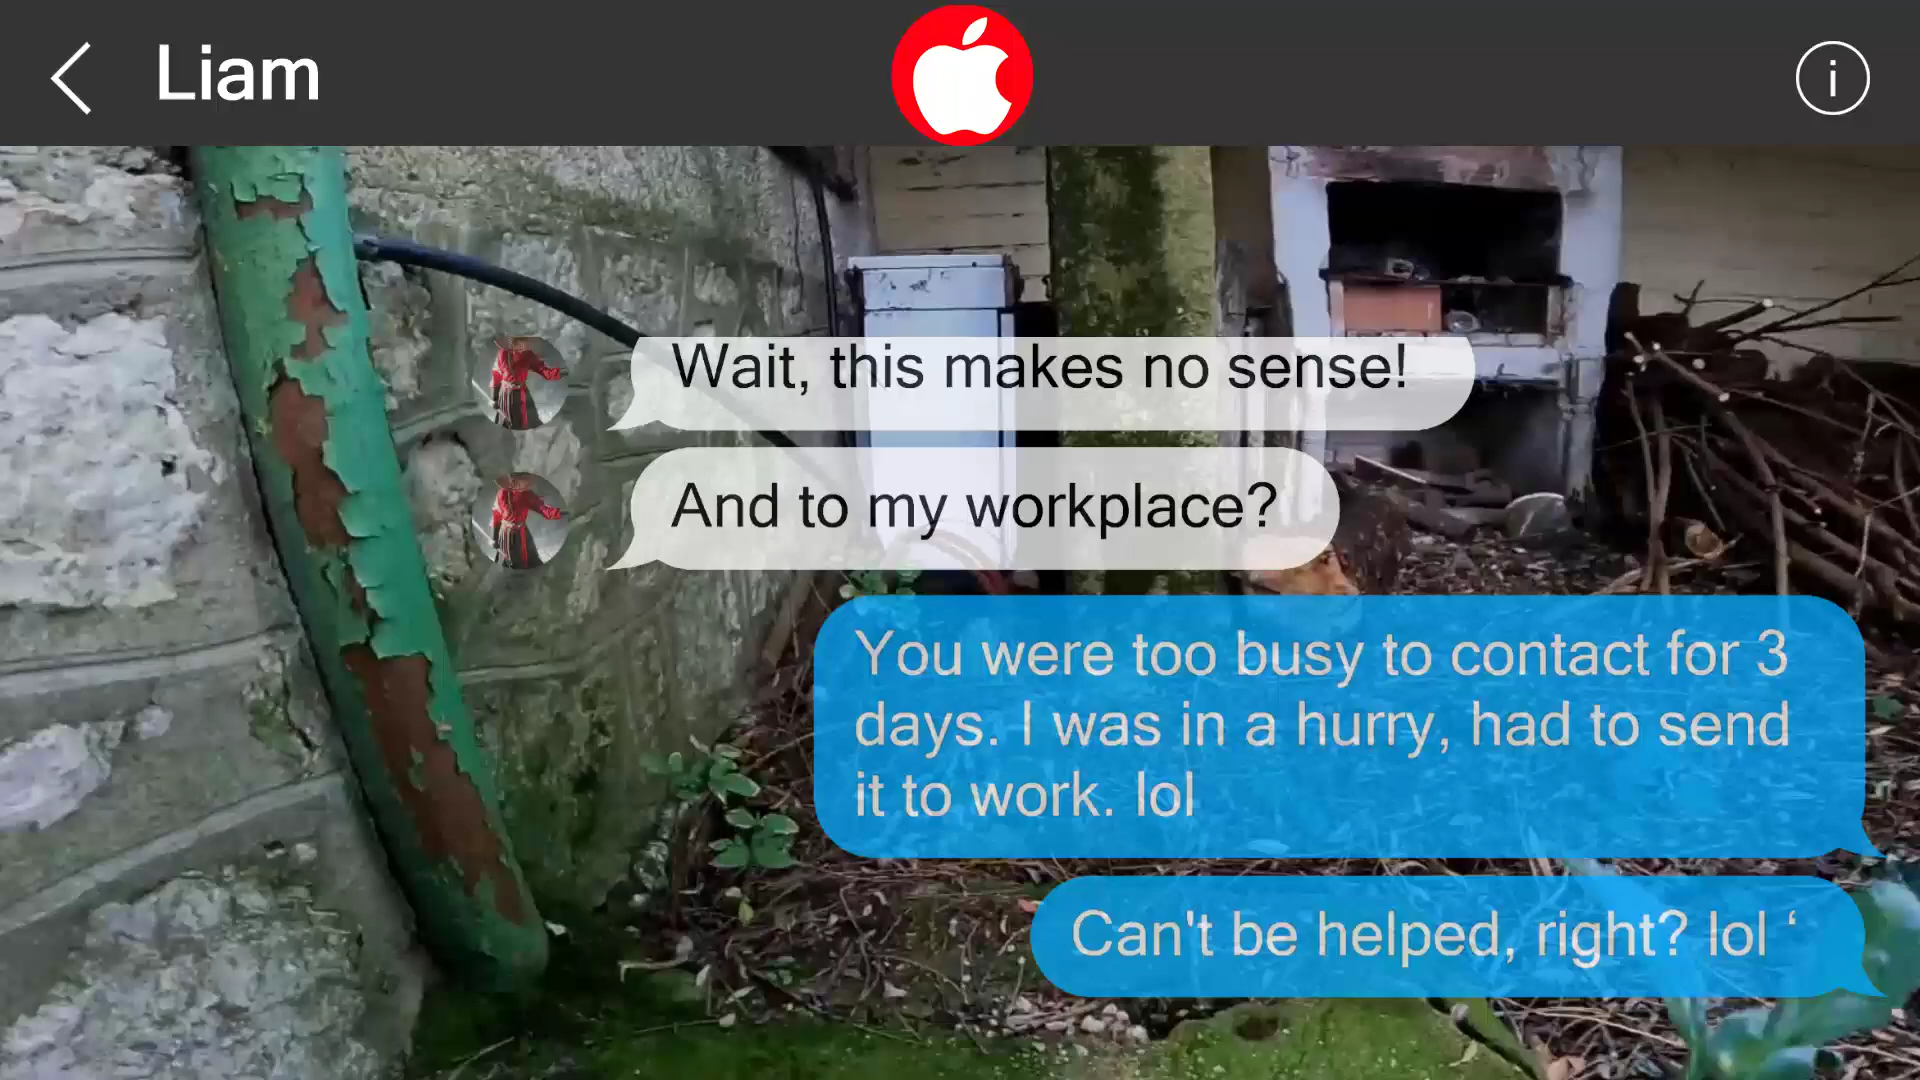 Liam
Wait, this makes no sense!
And to my workplace?
You were too busy to contact for 3
days. I was in a hurry, had to send
it to work. lol
Can't be helped, right? lol ‘